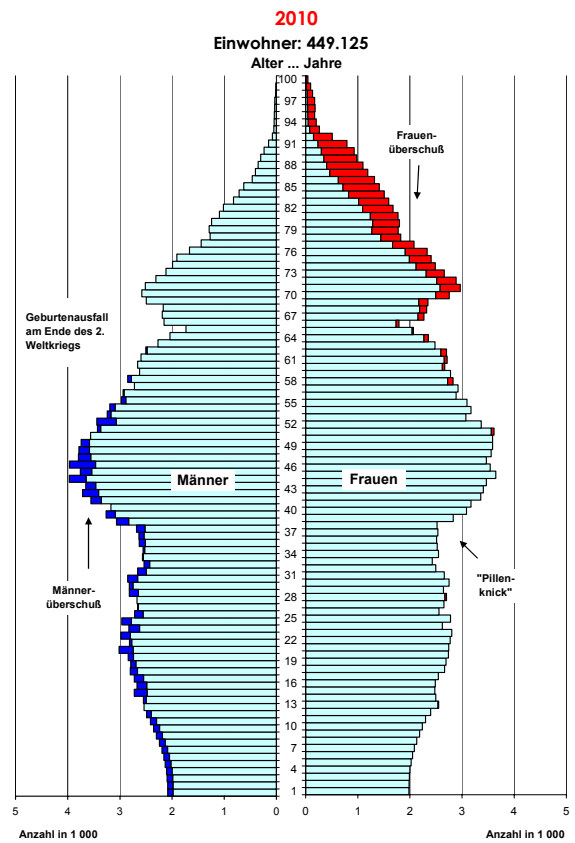 2010
Einwohner: 449.125
Alter ... Jahre
100
97
94
91
88
85
82
79
76
73
70
67
64
61
58
55
52
49
46
43
40
37
34
31
28
25
22
19
16
13
10
7
4
1
Frauen-
überschuß
Geburtenausfall
am Ende des 2.
Weltkriegs
Männer
Frauen
Männer-
überschuß
"Pillen-
knick"
5 4 3 2 1 0 0 1 2 3 4 5
Anzahl in 1 000 Anzahl in 1 000